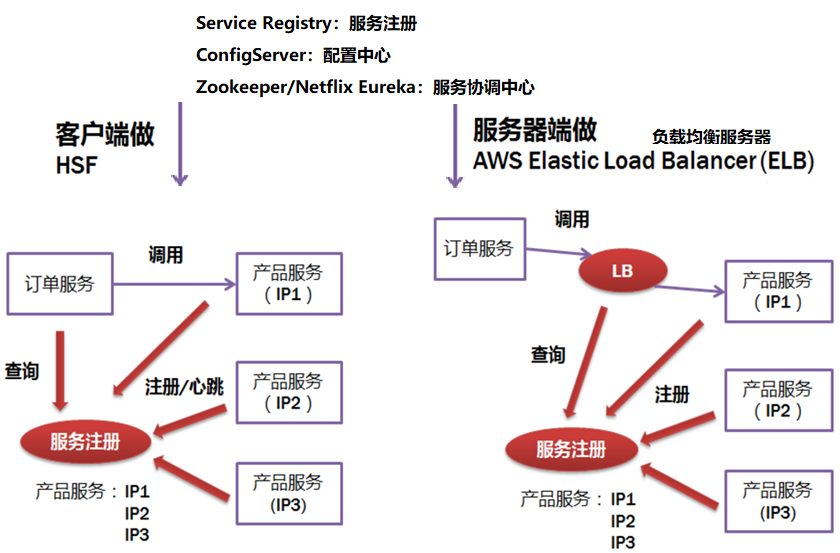 Service Registry：服务注册
ConfigServer：配置中心
Zookeeper/Netflix Eureka：服务协调中心
客户端做
HSF
订单服务
调用
产品服务
（ IP1 ）
查询
注册/心跳
产品服务
（ IP2 ）
服务注册
产品服务
(IP3)
产品服务： IP1
IP2
IP3
服务器端做
负载均衡服务器
AWS Elastic Load Balancer (ELB)
订单服务
调用
LB
产品服务
（ IP1 ）
查询
注册
产品服务
（ IP2 ）
服务注册
产品服务
(IP3)
产品服务： IP1
IP2
IP3